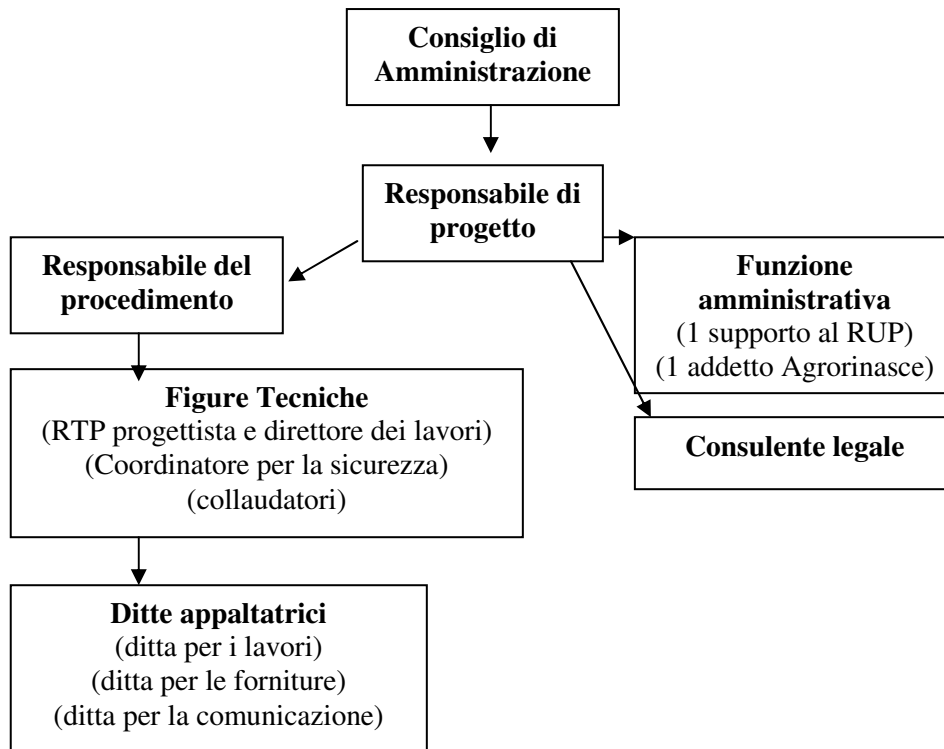 Consiglio di
Amministrazione
Responsabile di
progetto
Responsabile del
procedimento
Funzione
amministrativa
(1 supporto al RUP)
(1 addetto Agrorinasce)
Figure Tecniche
(RTP progettista e direttore dei lavori)
(Coordinatore per la sicurezza)
(collaudatori)
Consulente legale
Ditte appaltatrici
(ditta per i lavori)
(ditta per le forniture)
(ditta per la comunicazione)